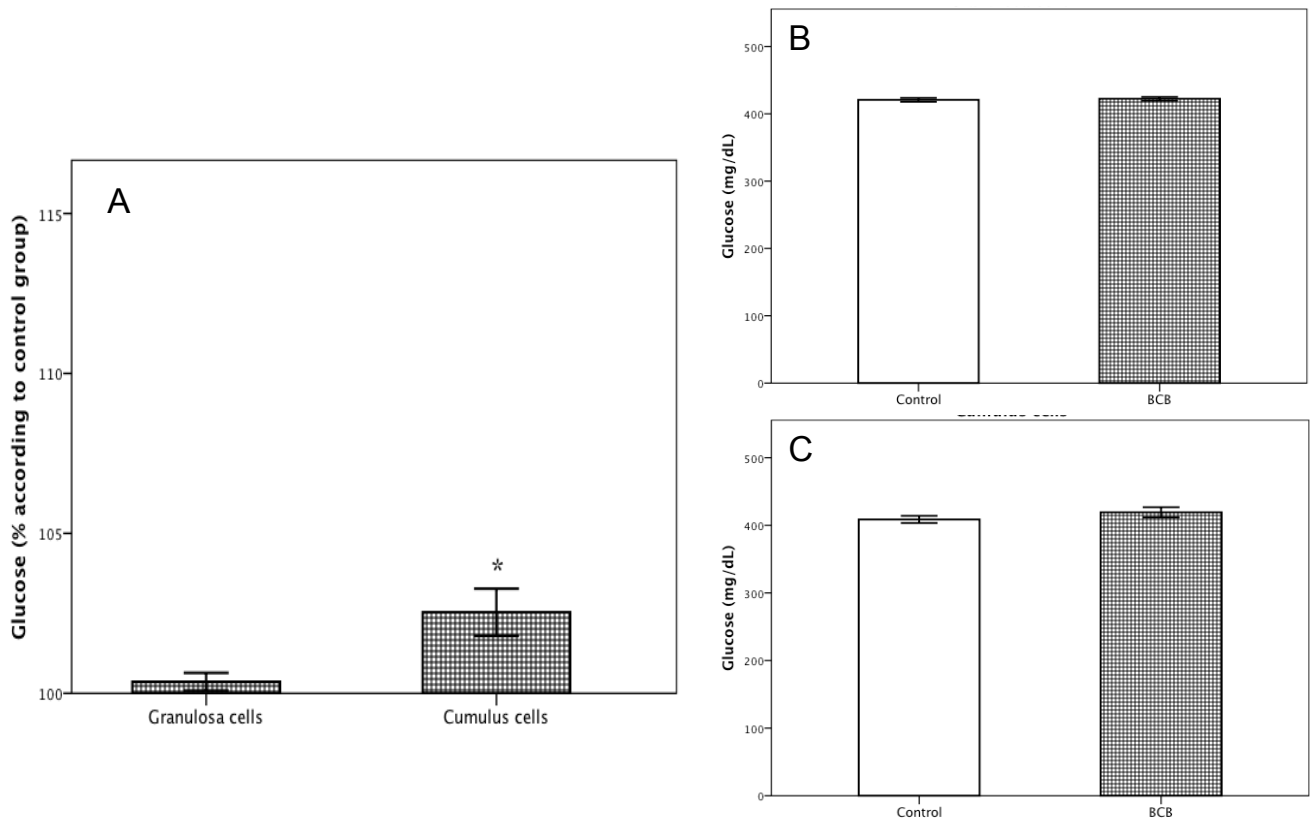 A
Glucose (% according to control group)
115
110
105
100
*
Granulosa cells
Cumulus cells
B
Glucose (mg/dL)
500
400
300
200
100
0
Control
BCB
C
Glucose (mg/dL)
500
400
300
200
100
0
Control
BCB